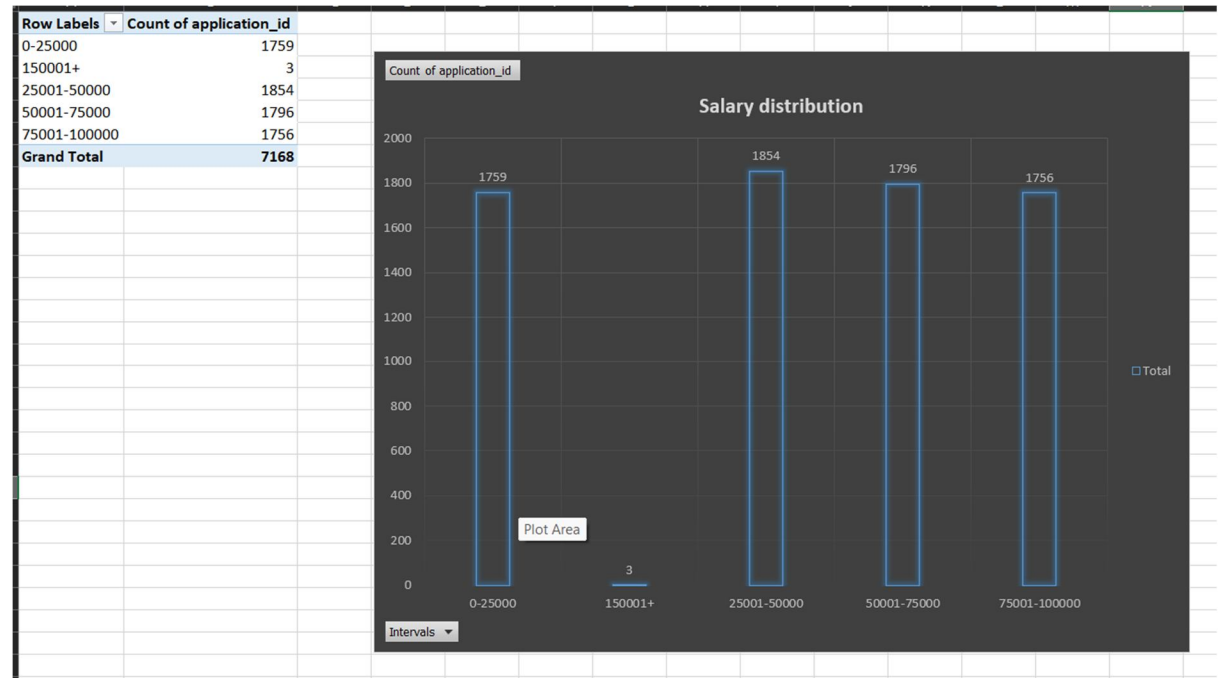 Row Labels Count of application_id
0-25000 1759
150001+ 3
25001-50000 1854
50001-75000 1796
75001-100000 1756
Grand Total 7168
Count of application_id
Salary distribution
2000
1800
1600
1400
1200
1000
800
600
400
200
0
1759
3
1854
1796
1756
Total
Plot Area
0-25000 150001+ 25001-50000 50001-75000 75001-100000
Intervals